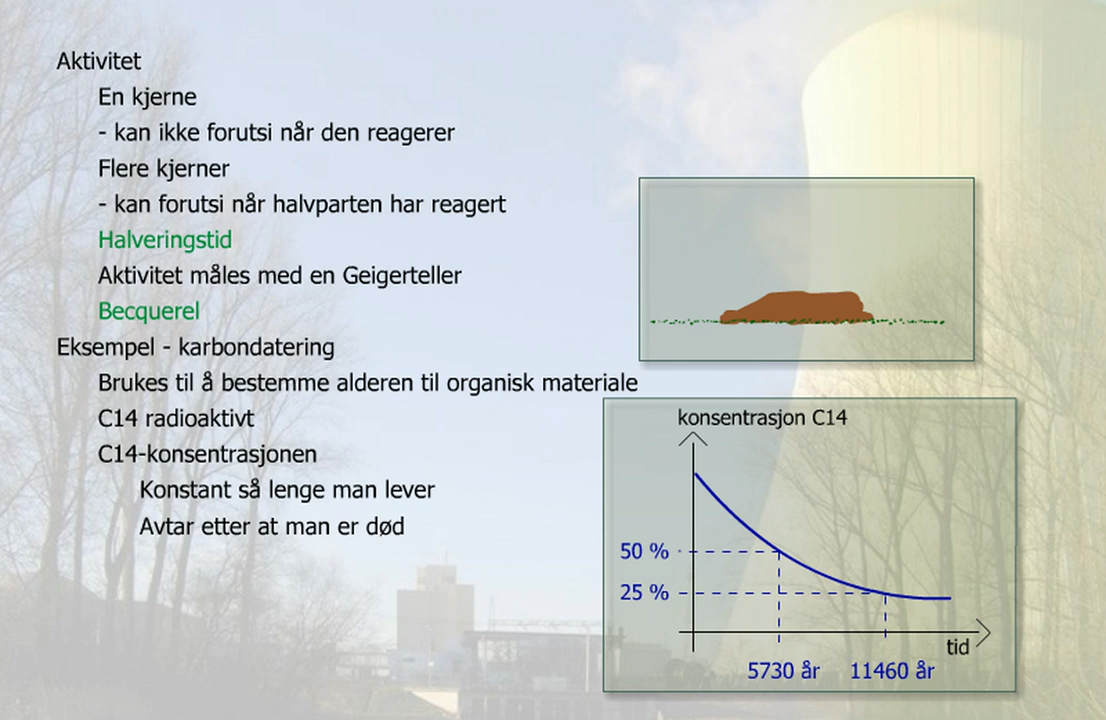 Aktivitet
En kjerne
- kan ikke forutsi når den reagerer
Flere kjerner
- kan forutsi når halvparten har reagert
Halveringstid
Aktivitet måles med en Geigerteller
Becquerel
Eksempel - karbondatering
Brukes til å bestemme alderen til organisk materiale
C14 radioaktivt
C14-konsentrasjonen
Konstant så lenge man lever
Avtar etter at man er død
konsentrasjon C14
50 %
25 %
tid
5730 år 11460 år